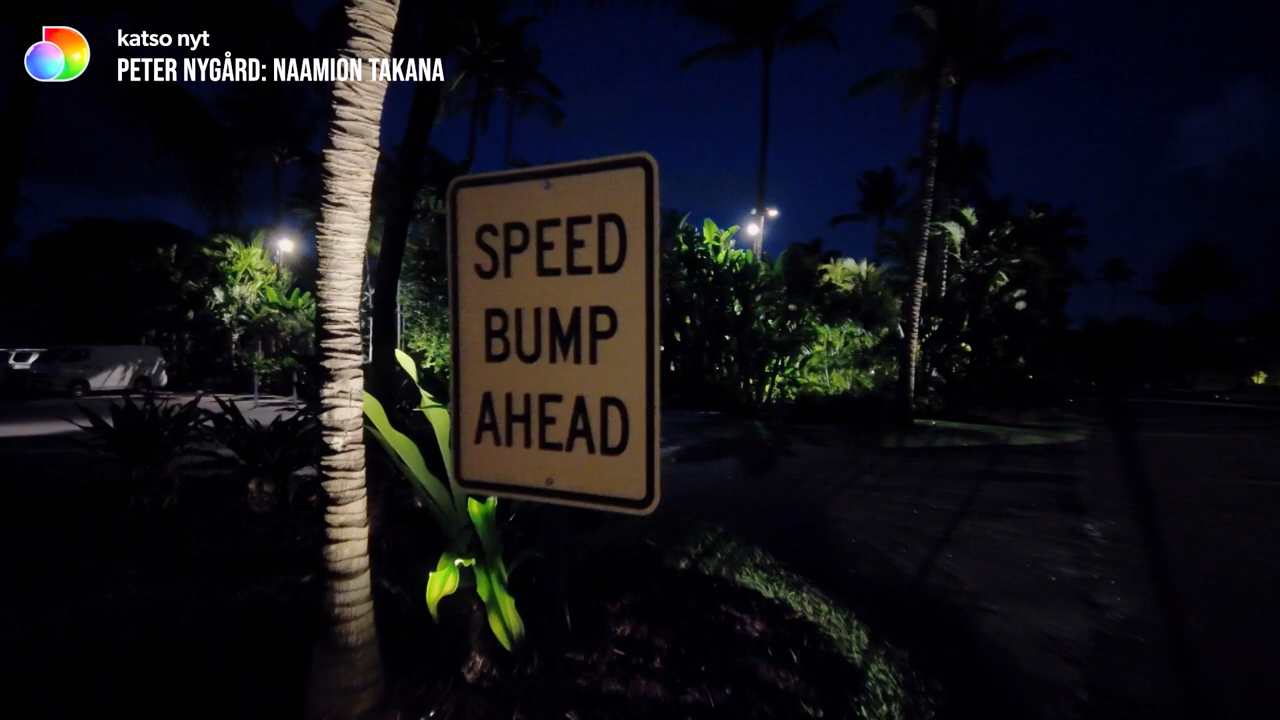 katso nyt
PETER NYGÅRD: NAAMION TAKANA
SPEED
BUMP
AHEAD